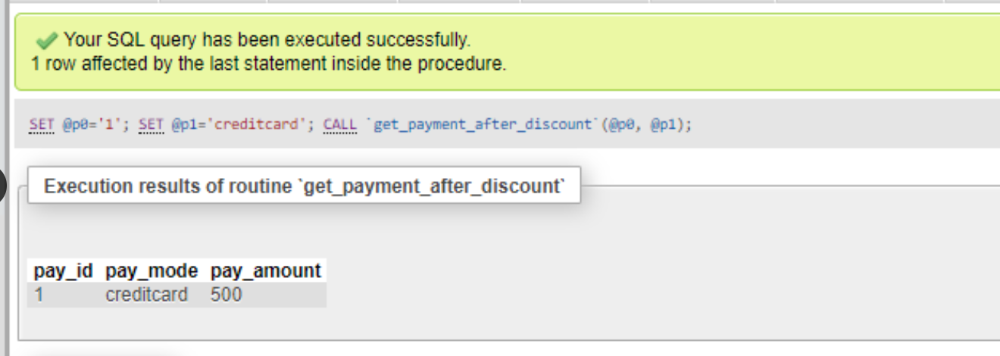 Your SQL query has been executed successfully.
1 row affected by the last statement inside the procedure.
SET @p0='1'; SET @p1='creditcard'; CALL `get_payment_after_discount`(@p0, @p1);
Execution results of routine `get_payment_after_discount`
pay_id pay_mode pay_amount
1 creditcard 500